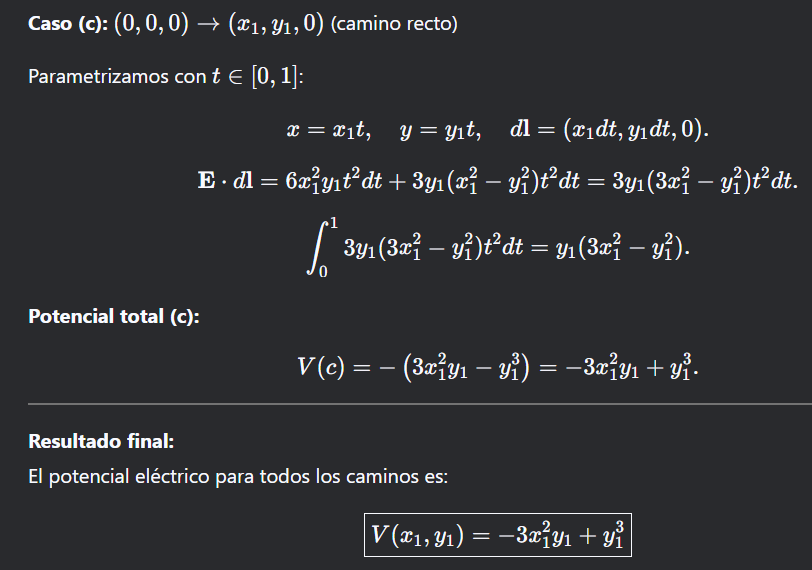 Caso (c): (0, 0, 0) → (x₁, y₁, 0) (camino recto)
Parametrizamos con t ∈ [0, 1]:
x = x₁t, y = y₁t, dl = (x₁dt, y₁dt, 0).
E · dl = 6x₁²y₁t²dt + 3y₁(x₁² − y₁²)t²dt = 3y₁(3x₁² − y₁²)t²dt.
∫₀¹ 3y₁(3x₁² − y₁²)t²dt = y₁(3x₁² − y₁²).
Potencial total (c):
V(c) = − (3x₁²y₁ − y₁³) = −3x₁²y₁ + y₁³.
Resultado final:
El potencial eléctrico para todos los caminos es:
V(x₁, y₁) = −3x₁²y₁ + y₁³